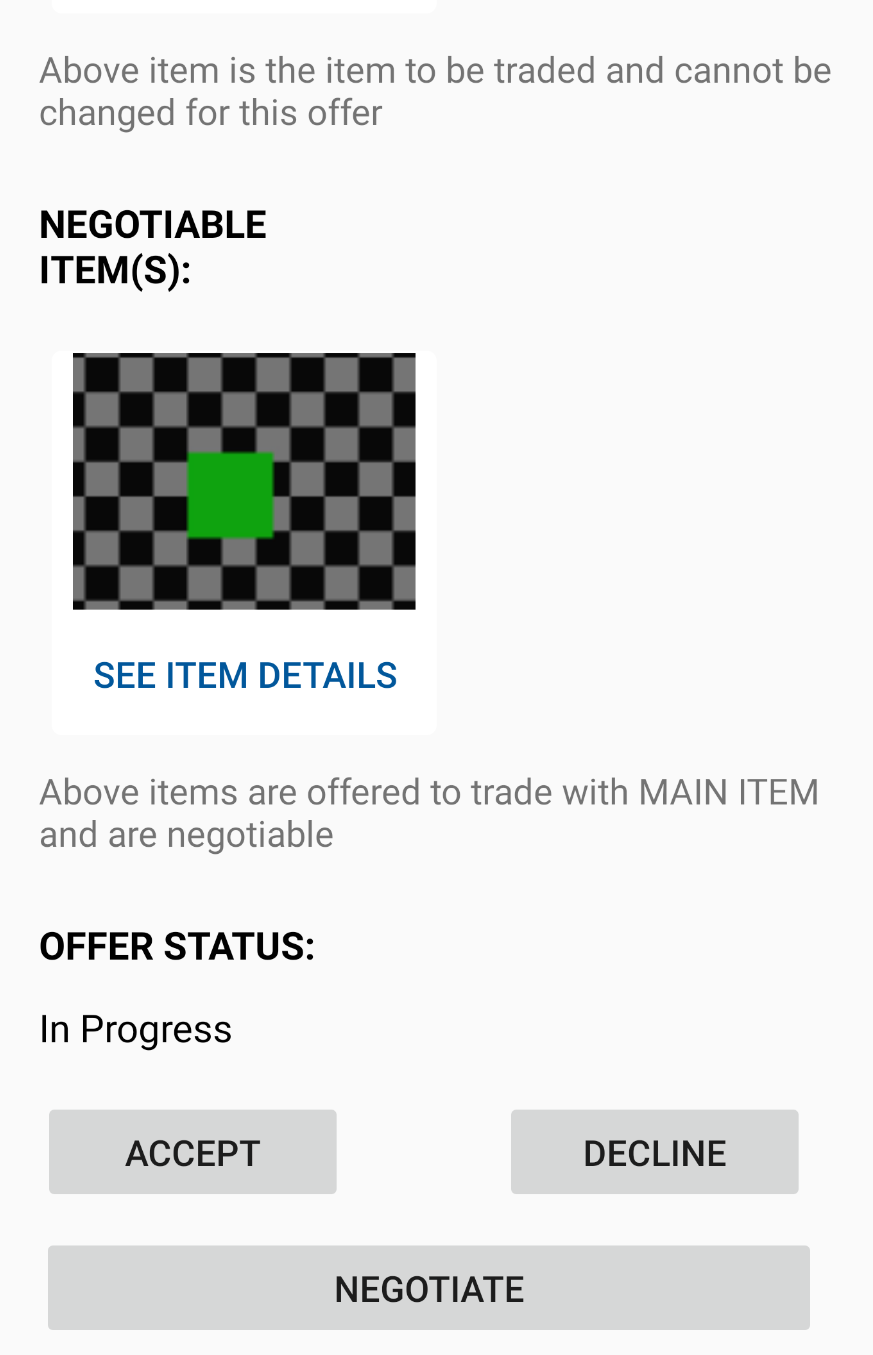 Above item is the item to be traded and cannot be
changed for this offer
NEGOTIABLE
ITEM(S):
SEE ITEM DETAILS
Above items are offered to trade with MAIN ITEM
and are negotiable
OFFER STATUS:
In Progress
ACCEPT
DECLINE
NEGOTIATE